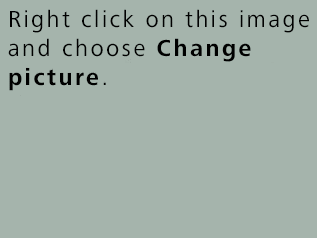 Right click on this image
and choose Change
picture.